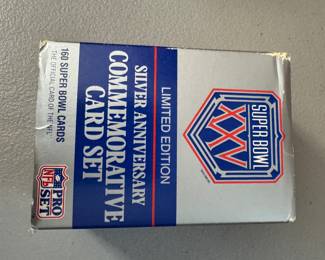 SUPER BOWL
XXV
LIMITED EDITION
SILVER ANNIVERSARY
COMMEMORATIVE
CARD SET
160 SUPER BOWL CARDS
"THE OFFICIAL CARD OF THE NFL"
PRO
NFL
SET